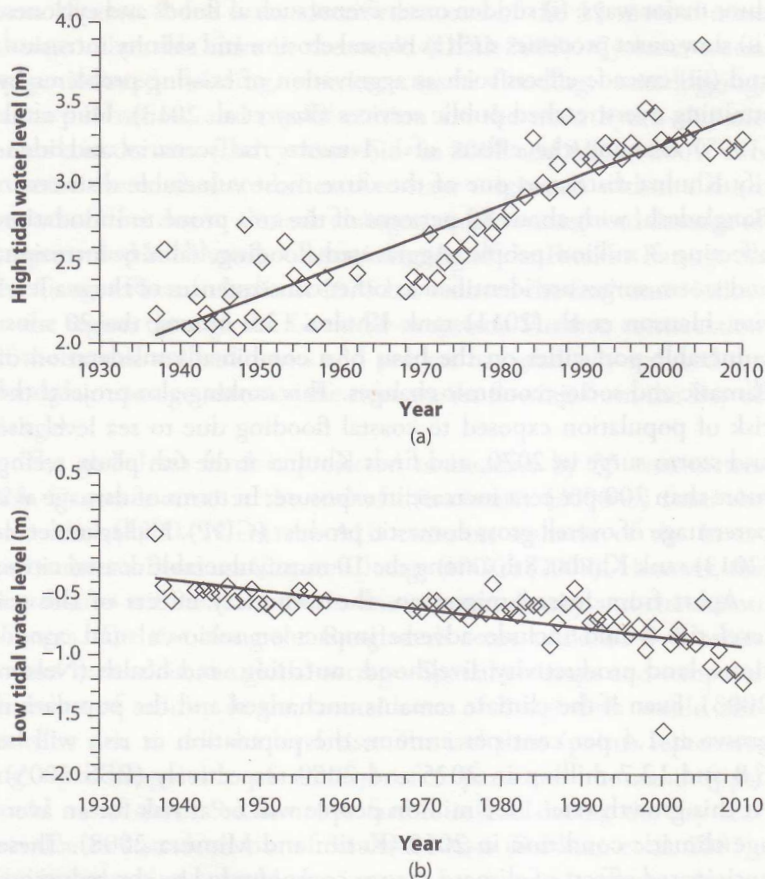 4.0
3.5
3.0
2.5
2.0
High tidal water level (m)
1930 1940 1950 1960 1970 1980 1990 2000 2010
Year
(a)
0.5
0.0
−0.5
−1.0
−1.5
−2.0
Low tidal water level (m)
1930 1940 1950 1960 1970 1980 1990 2000 2010
Year
(b)